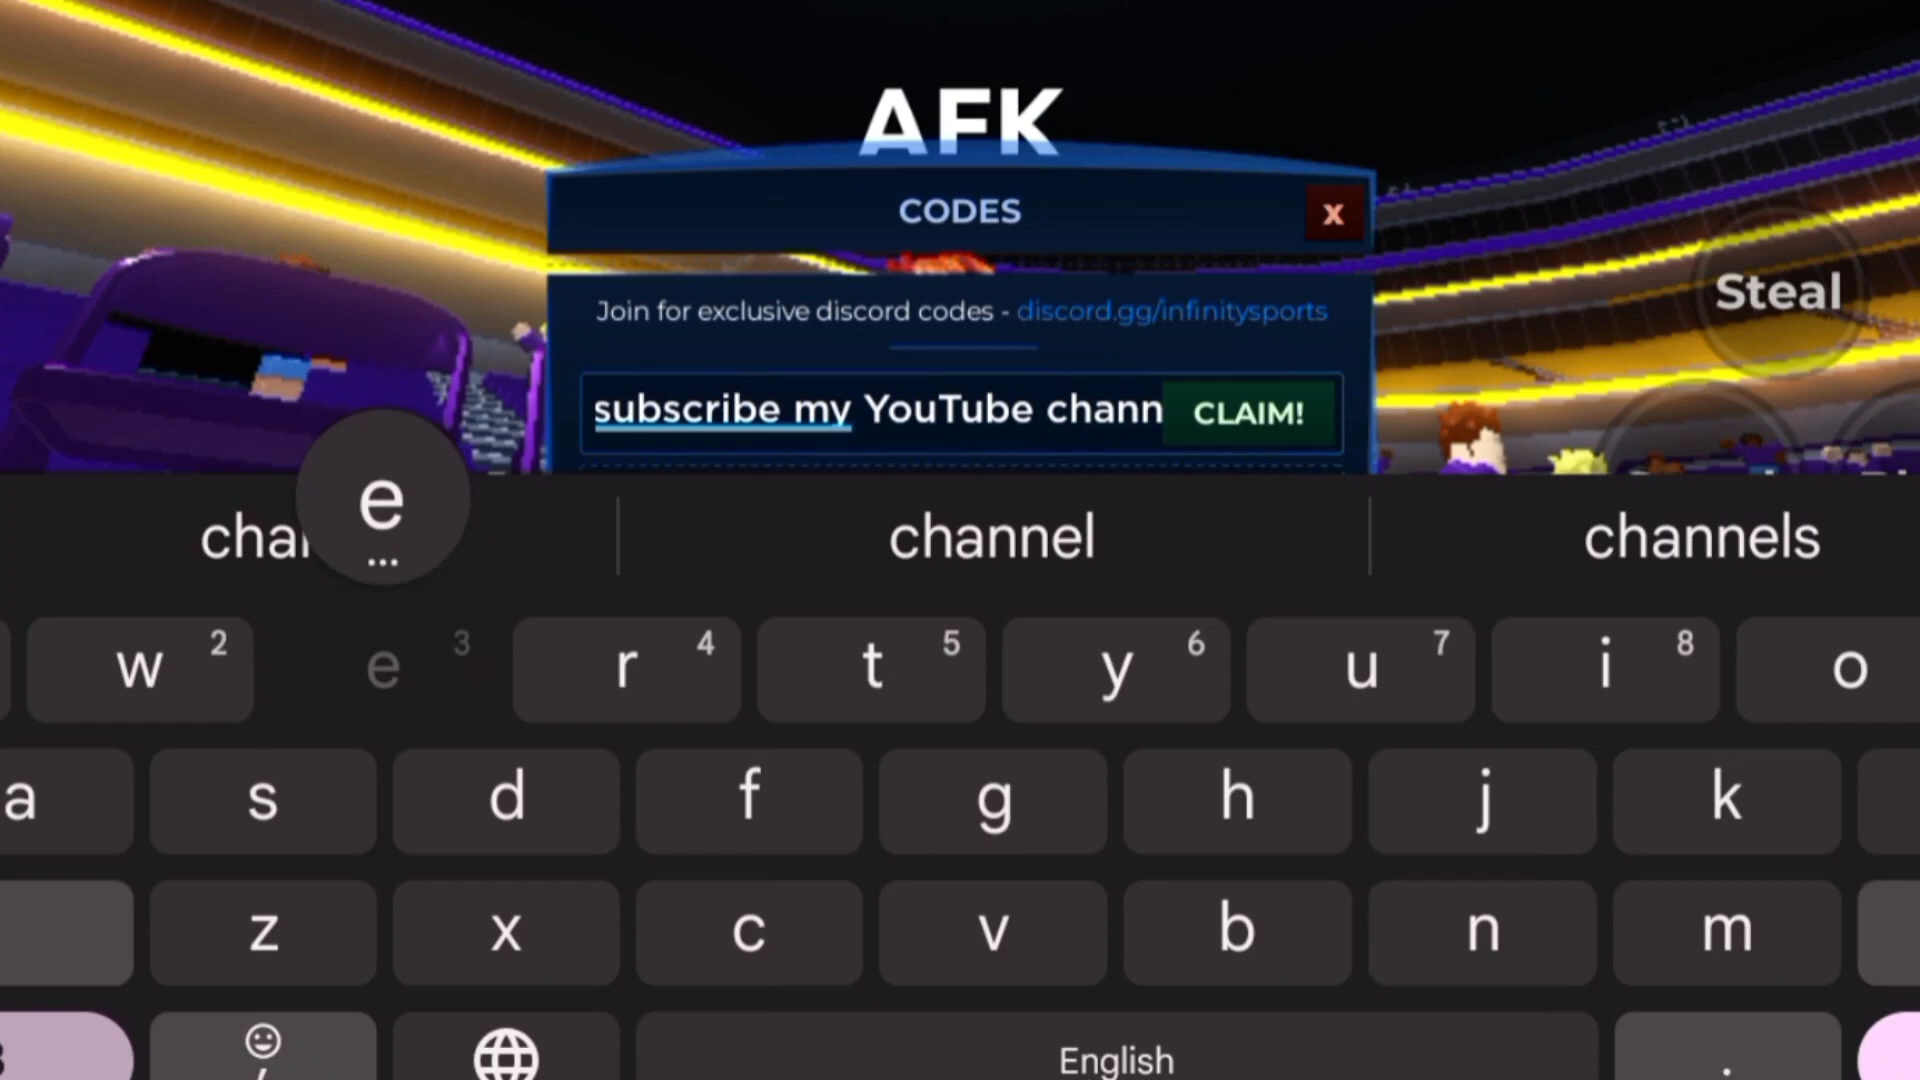 AFK
CODES
x
Join for exclusive discord codes - discord.gg/infinitysports
Steal
subscribe my YouTube chann
CLAIM!
e
...
channel
channels
w 2
e 3
r 4
t 5
y 6
u 7
i 8
o
a s d f g h j k
z x c v b n m
, English .